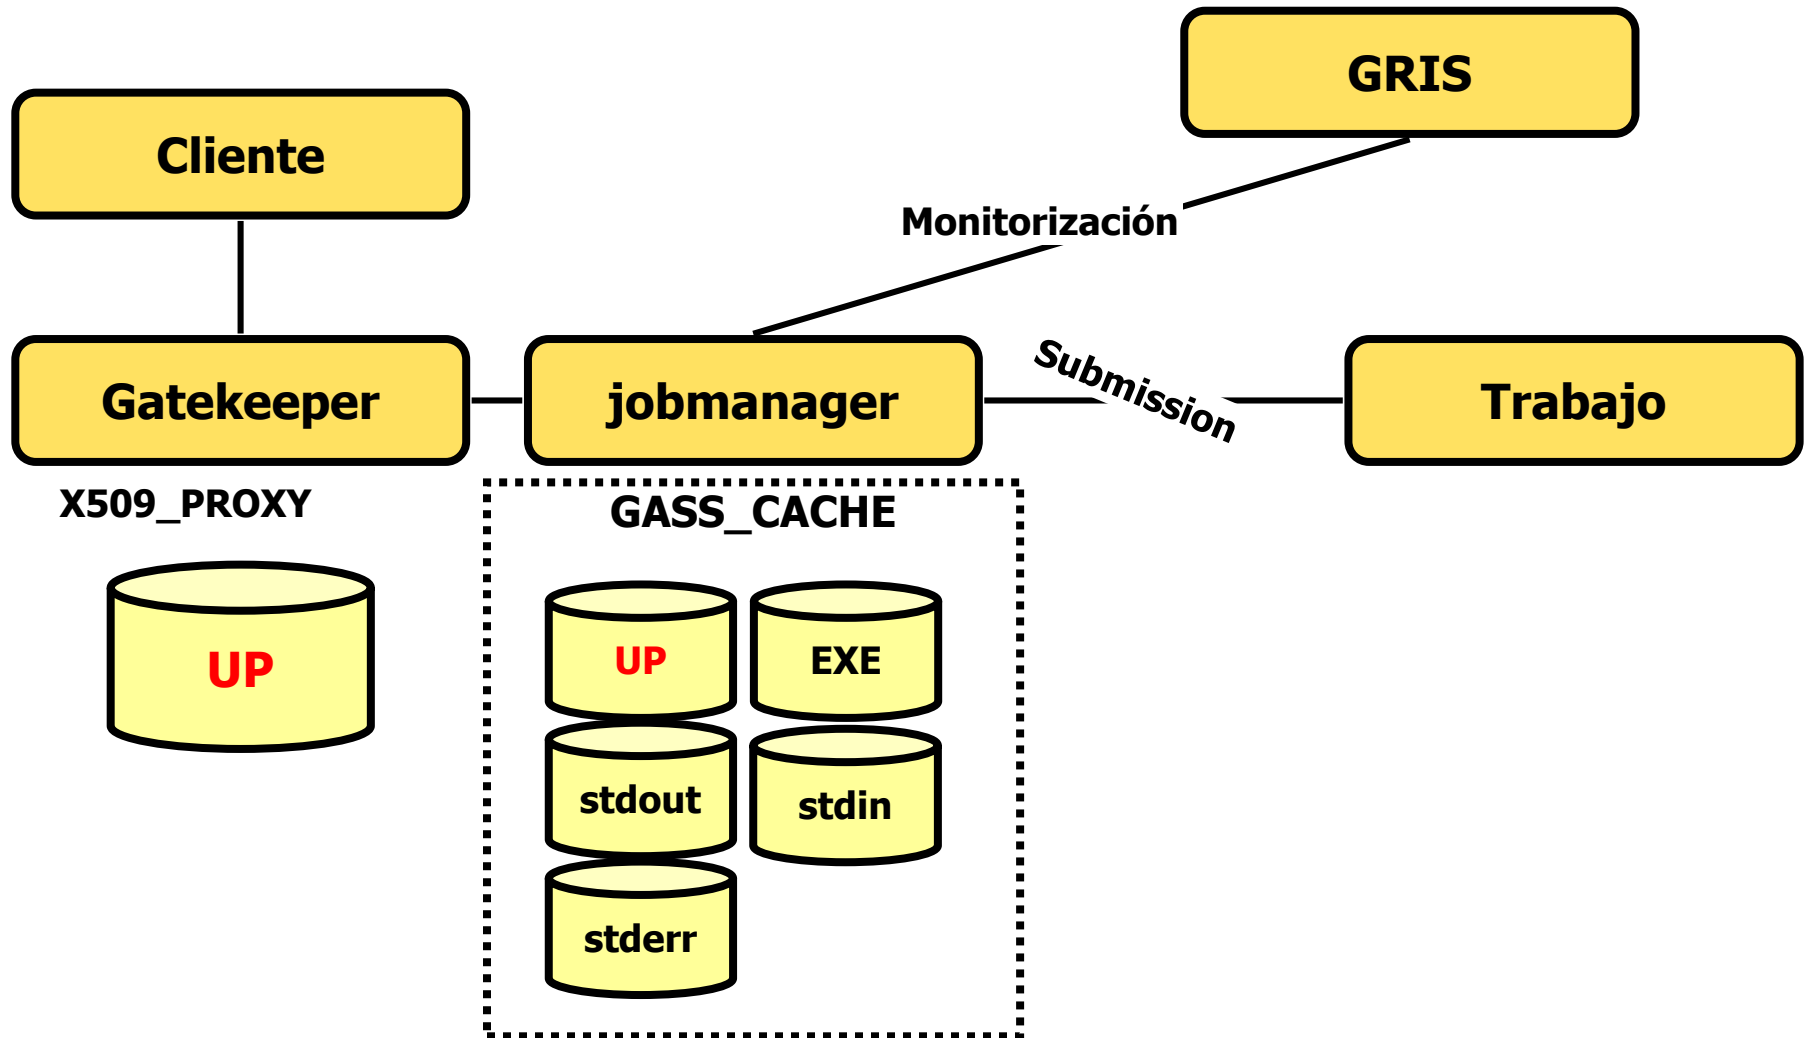 GRIS
Cliente
Monitorización
Gatekeeper
jobmanager
Submission
Trabajo
X509_PROXY
GASS_CACHE
UP
UP
EXE
stdout
stdin
stderr